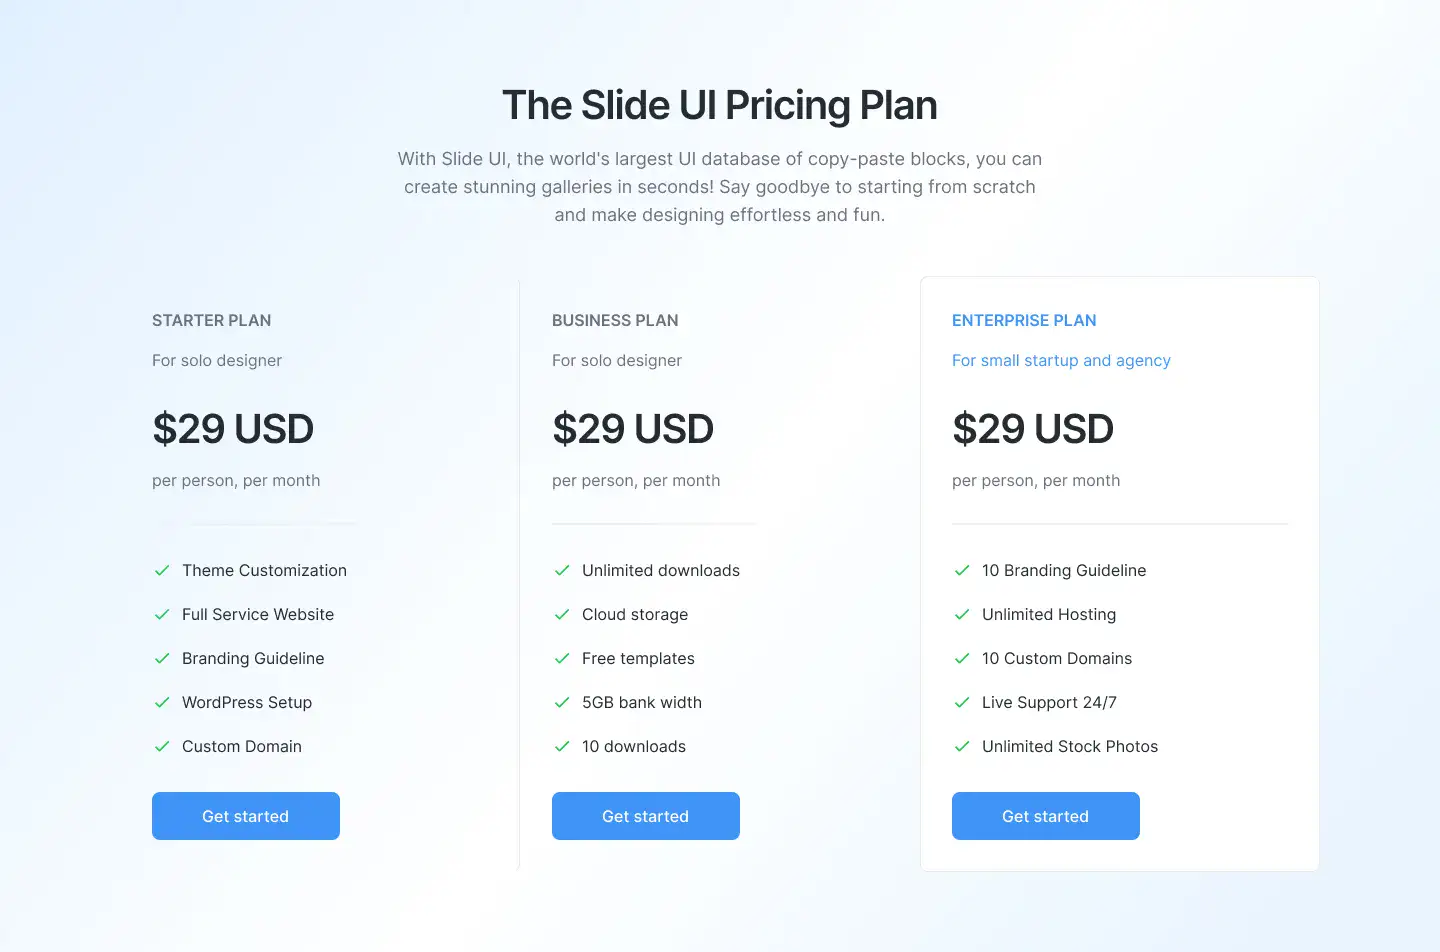 The Slide UI Pricing Plan
With Slide UI, the world's largest UI database of copy-paste blocks, you can
create stunning galleries in seconds! Say goodbye to starting from scratch
and make designing effortless and fun.
STARTER PLAN
For solo designer
$29 USD
per person, per month
Theme Customization
Full Service Website
Branding Guideline
WordPress Setup
Custom Domain
Get started
BUSINESS PLAN
For solo designer
$29 USD
per person, per month
Unlimited downloads
Cloud storage
Free templates
5GB bank width
10 downloads
Get started
ENTERPRISE PLAN
For small startup and agency
$29 USD
per person, per month
10 Branding Guideline
Unlimited Hosting
10 Custom Domains
Live Support 24/7
Unlimited Stock Photos
Get started